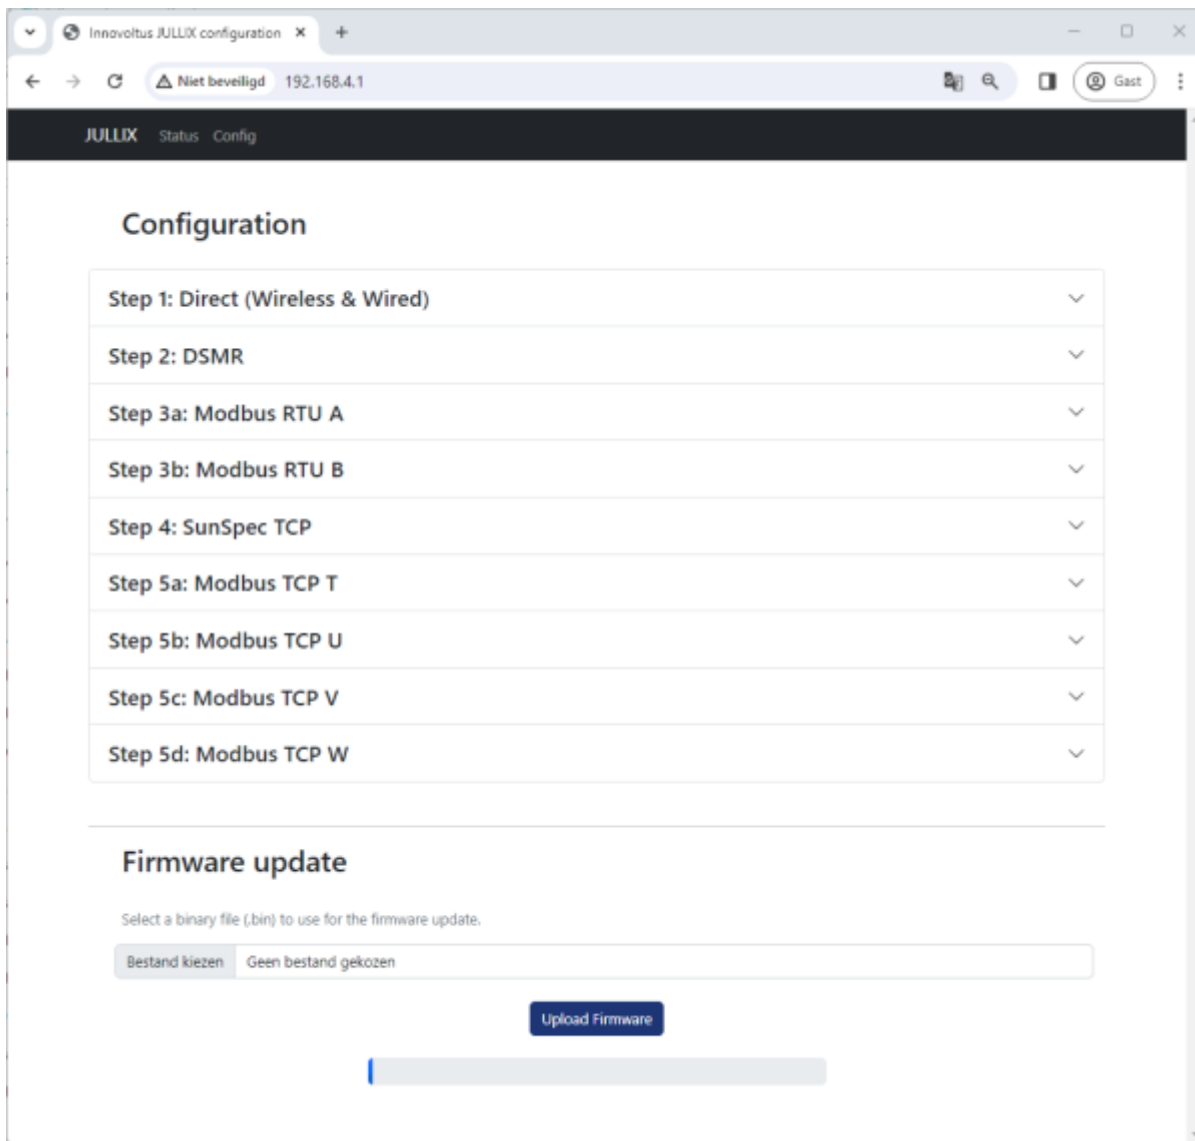 Innovoltus JULLIX configuration
Niet beveiligd 192.168.4.1
Gast
JULLIX Status Config
Configuration
Step 1: Direct (Wireless & Wired)
Step 2: DSMR
Step 3a: Modbus RTU A
Step 3b: Modbus RTU B
Step 4: SunSpec TCP
Step 5a: Modbus TCP T
Step 5b: Modbus TCP U
Step 5c: Modbus TCP V
Step 5d: Modbus TCP W
Firmware update
Select a binary file (.bin) to use for the firmware update.
Bestand kiezen Geen bestand gekozen
Upload Firmware